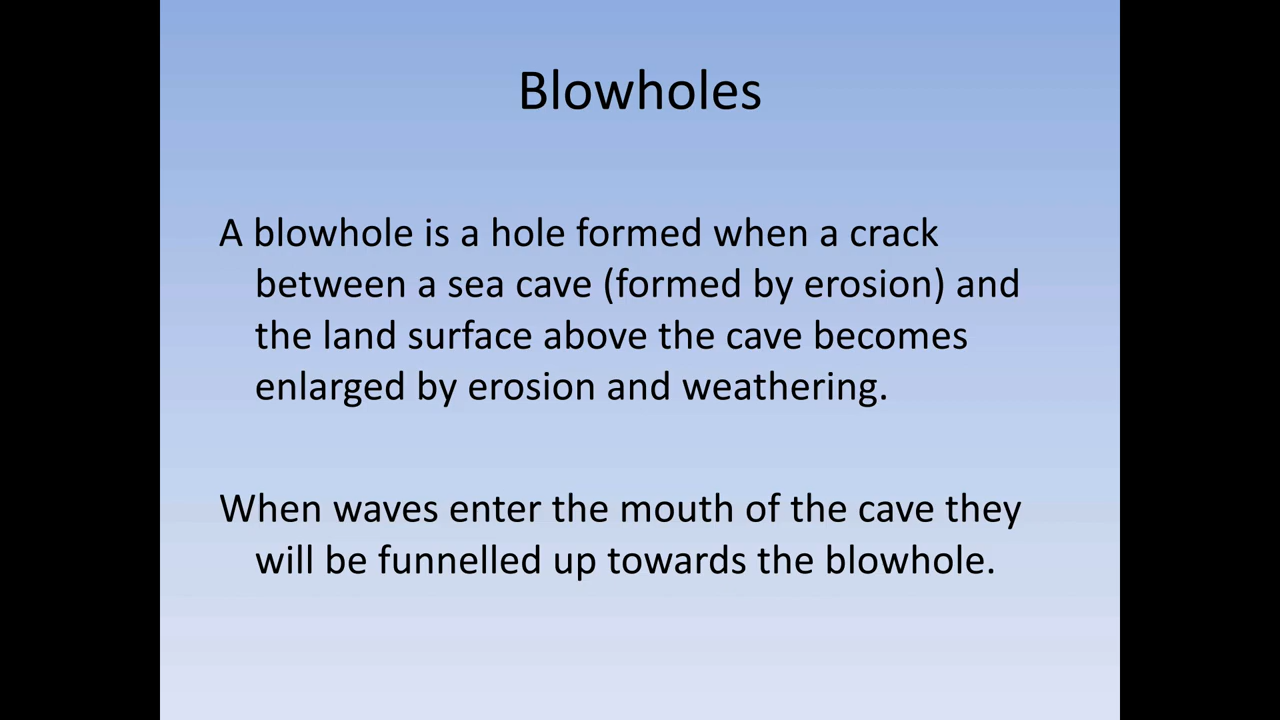 Blowholes
A blowhole is a hole formed when a crack
between a sea cave (formed by erosion) and
the land surface above the cave becomes
enlarged by erosion and weathering.
When waves enter the mouth of the cave they
will be funnelled up towards the blowhole.